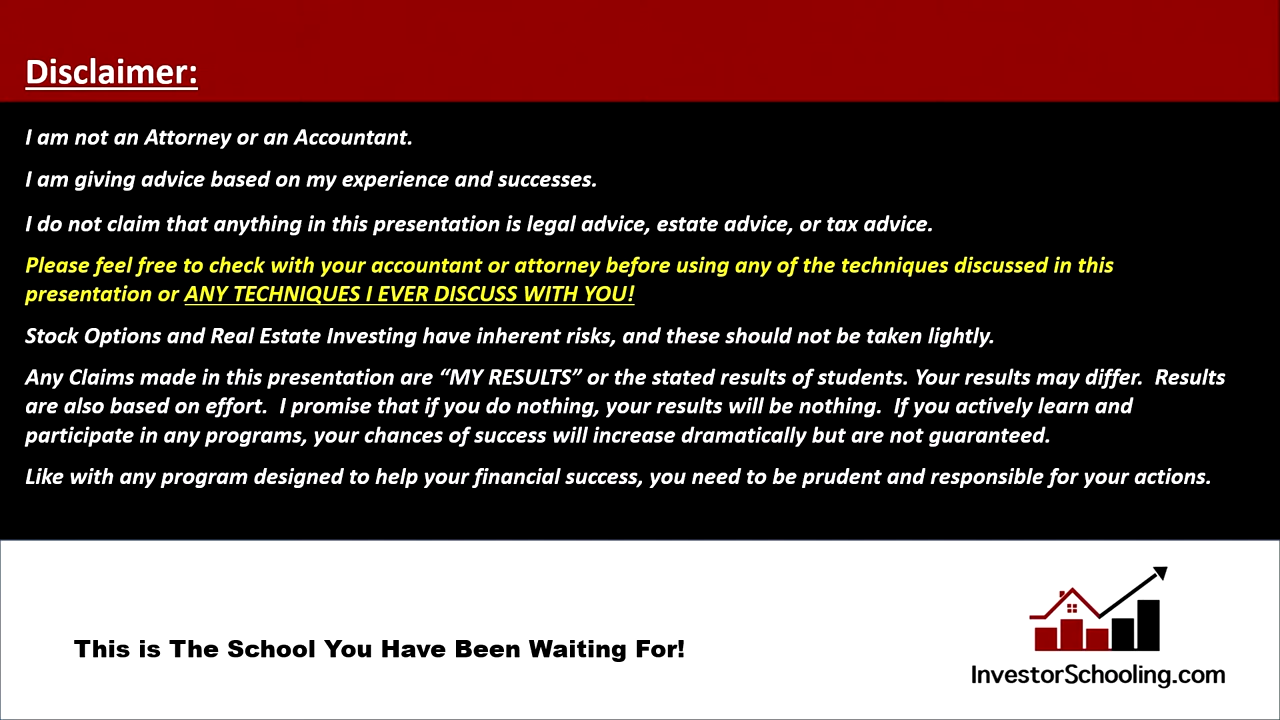 Disclaimer:
I am not an Attorney or an Accountant.
I am giving advice based on my experience and successes.
I do not claim that anything in this presentation is legal advice, estate advice, or tax advice.
Please feel free to check with your accountant or attorney before using any of the techniques discussed in this
presentation or ANY TECHNIQUES I EVER DISCUSS WITH YOU!
Stock Options and Real Estate Investing have inherent risks, and these should not be taken lightly.
Any Claims made in this presentation are “MY RESULTS” or the stated results of students. Your results may differ.  Results
are also based on effort.  I promise that if you do nothing, your results will be nothing.  If you actively learn and
participate in any programs, your chances of success will increase dramatically but are not guaranteed.
Like with any program designed to help your financial success, you need to be prudent and responsible for your actions.
This is The School You Have Been Waiting For!
InvestorSchooling.com